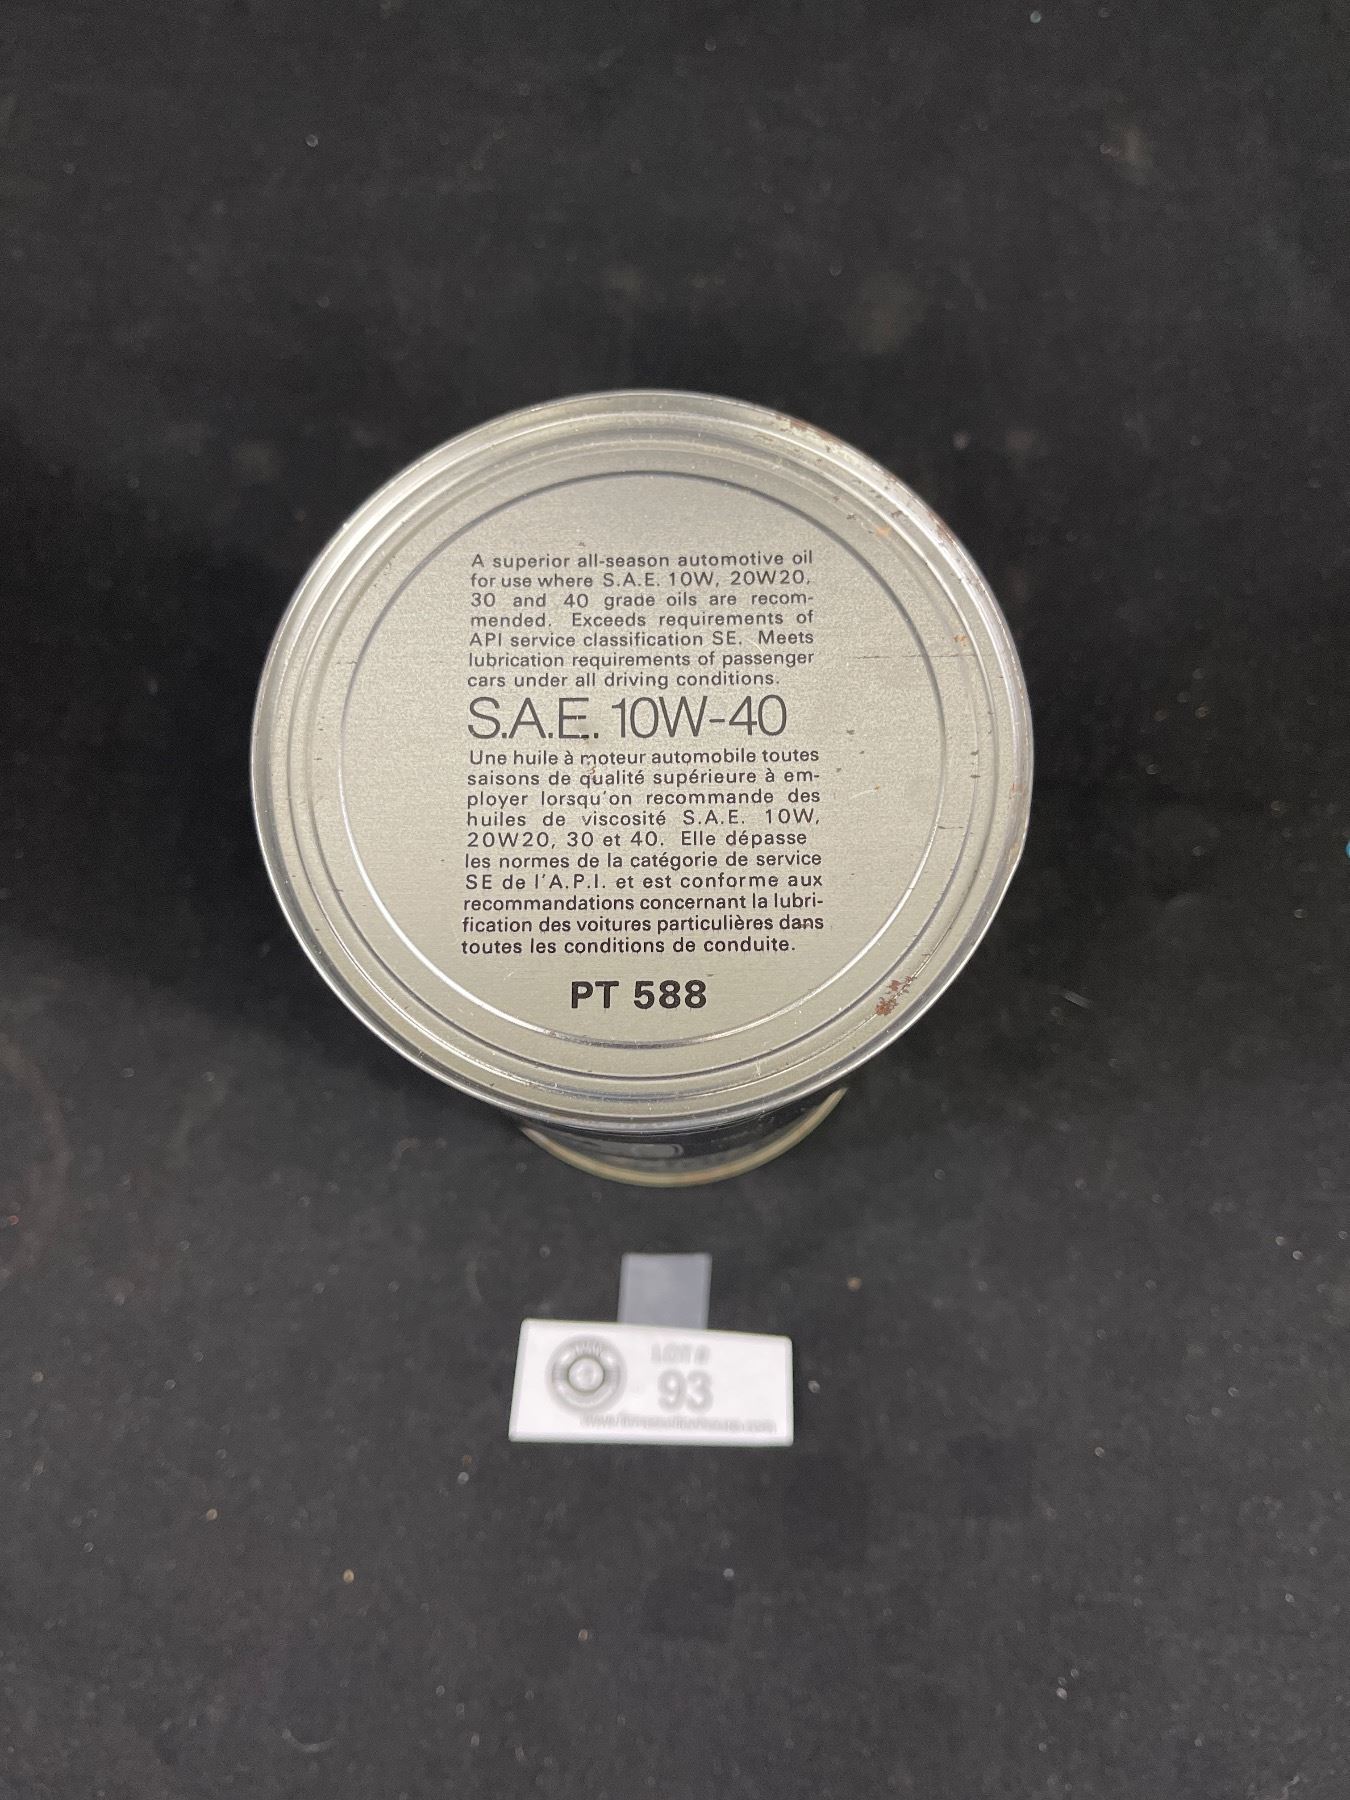 A superior all-season automotive oil
for use where S.A.E. 10W, 20W20,
30 and 40 grade oils are recom-
mended. Exceeds requirements of
API service classification SE. Meets
lubrication requirements of passenger
cars under all driving conditions.
S.A.E. 10W-40
Une huile à moteur automobile toutes
saisons de qualité supérieure à em-
ployer lorsqu'on recommande des
huiles de viscosité S.A.E. 10W,
20W20, 30 et 40. Elle dépasse
les normes de la catégorie de service
SE de l'A.P.I. et est conforme aux
recommandations concernant la lubri-
fication des voitures particulières dans
toutes les conditions de conduite.
PT 588
LOT #
93